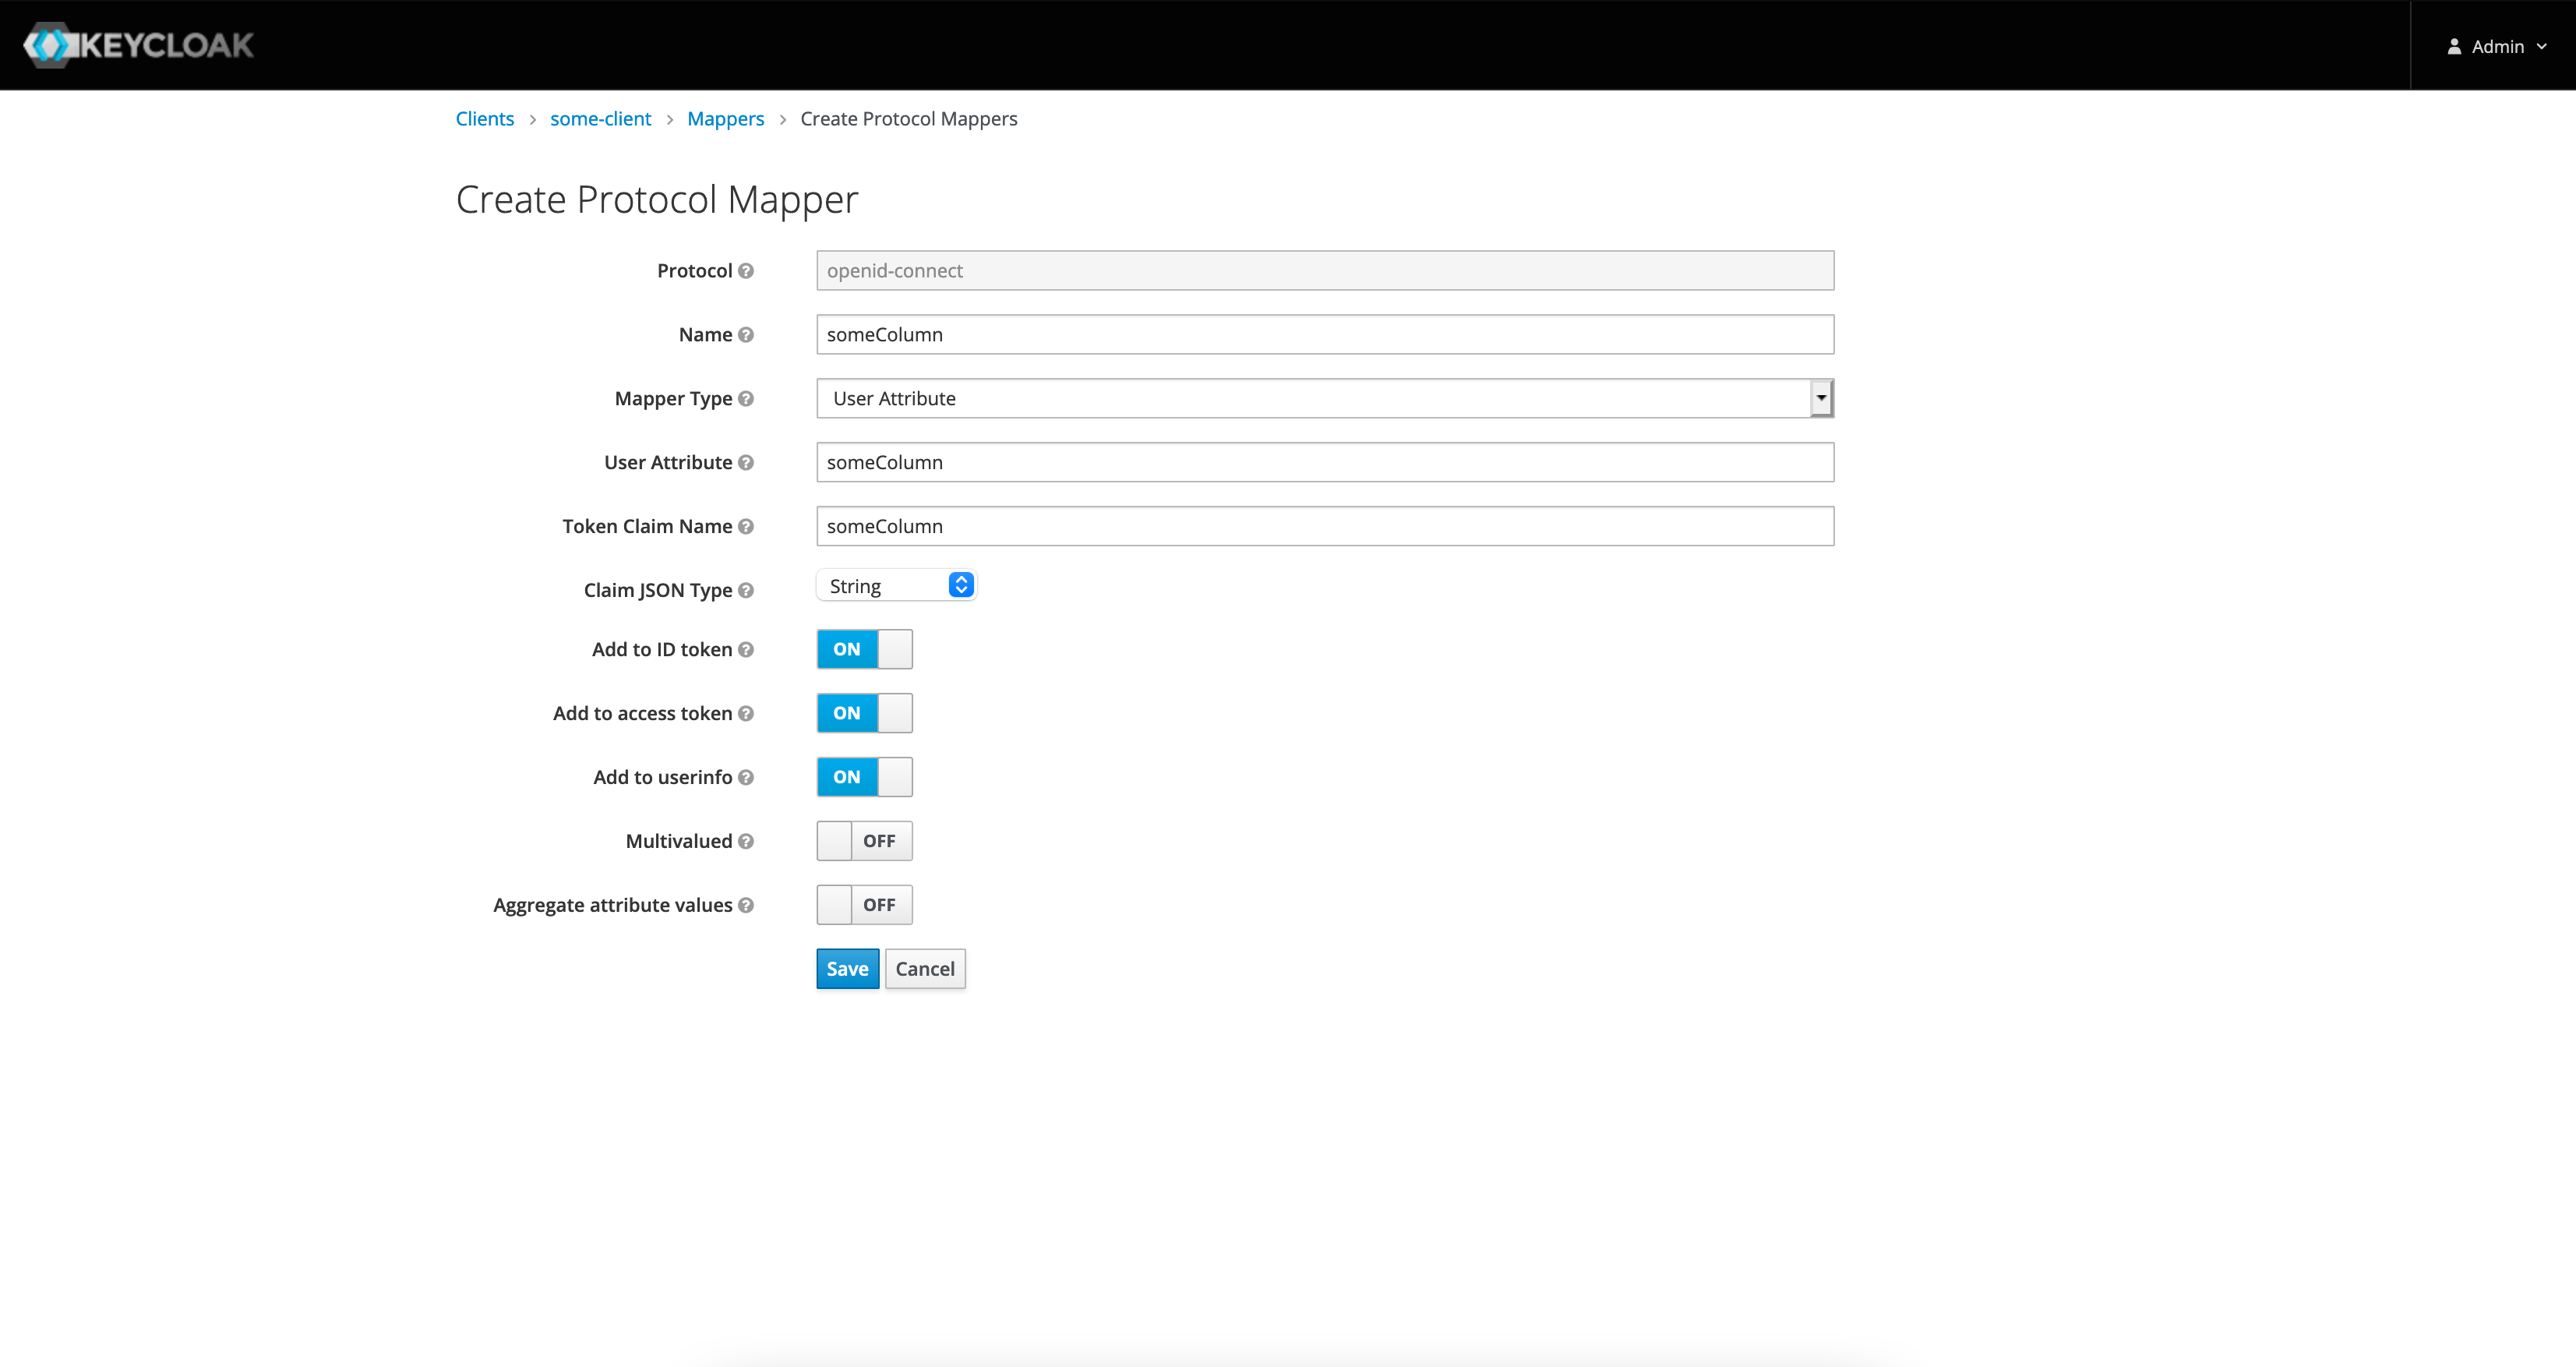 KEYCLOAK
Admin
Clients > some-client > Mappers > Create Protocol Mappers
Create Protocol Mapper
Protocol openid-connect
Name someColumn
Mapper Type User Attribute
User Attribute someColumn
Token Claim Name someColumn
Claim JSON Type String
Add to ID token ON
Add to access token ON
Add to userinfo ON
Multivalued OFF
Aggregate attribute values OFF
Save Cancel